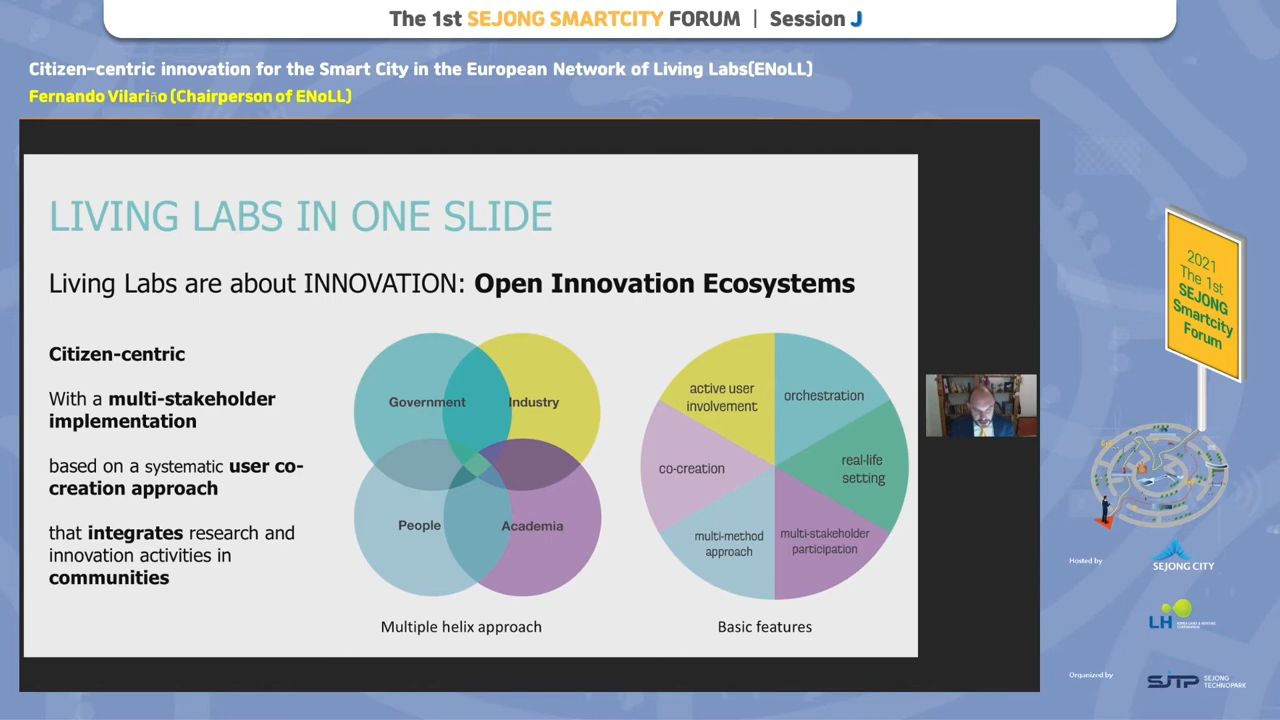 The 1st SEJONG SMARTCITY FORUM | Session J
Citizen-centric innovation for the Smart City in the European Network of Living Labs(ENoLL)
Fernando Vilariño (Chairperson of ENoLL)
LIVING LABS IN ONE SLIDE
Living Labs are about INNOVATION: Open Innovation Ecosystems
Citizen-centric
With a multi-stakeholder
implementation
based on a systematic user co-
creation approach
that integrates research and
innovation activities in
communities
Government
Industry
People
Academia
Multiple helix approach
active user
involvement
orchestration
co-creation
real-life
setting
multi-method
approach
multi-stakeholder
participation
Basic features
2021
The 1st
SEJONG
Smartcity
Forum
Hosted by
SEJONG CITY
LH
Organized by
SJTP
SEJONG
TECHNOPARK